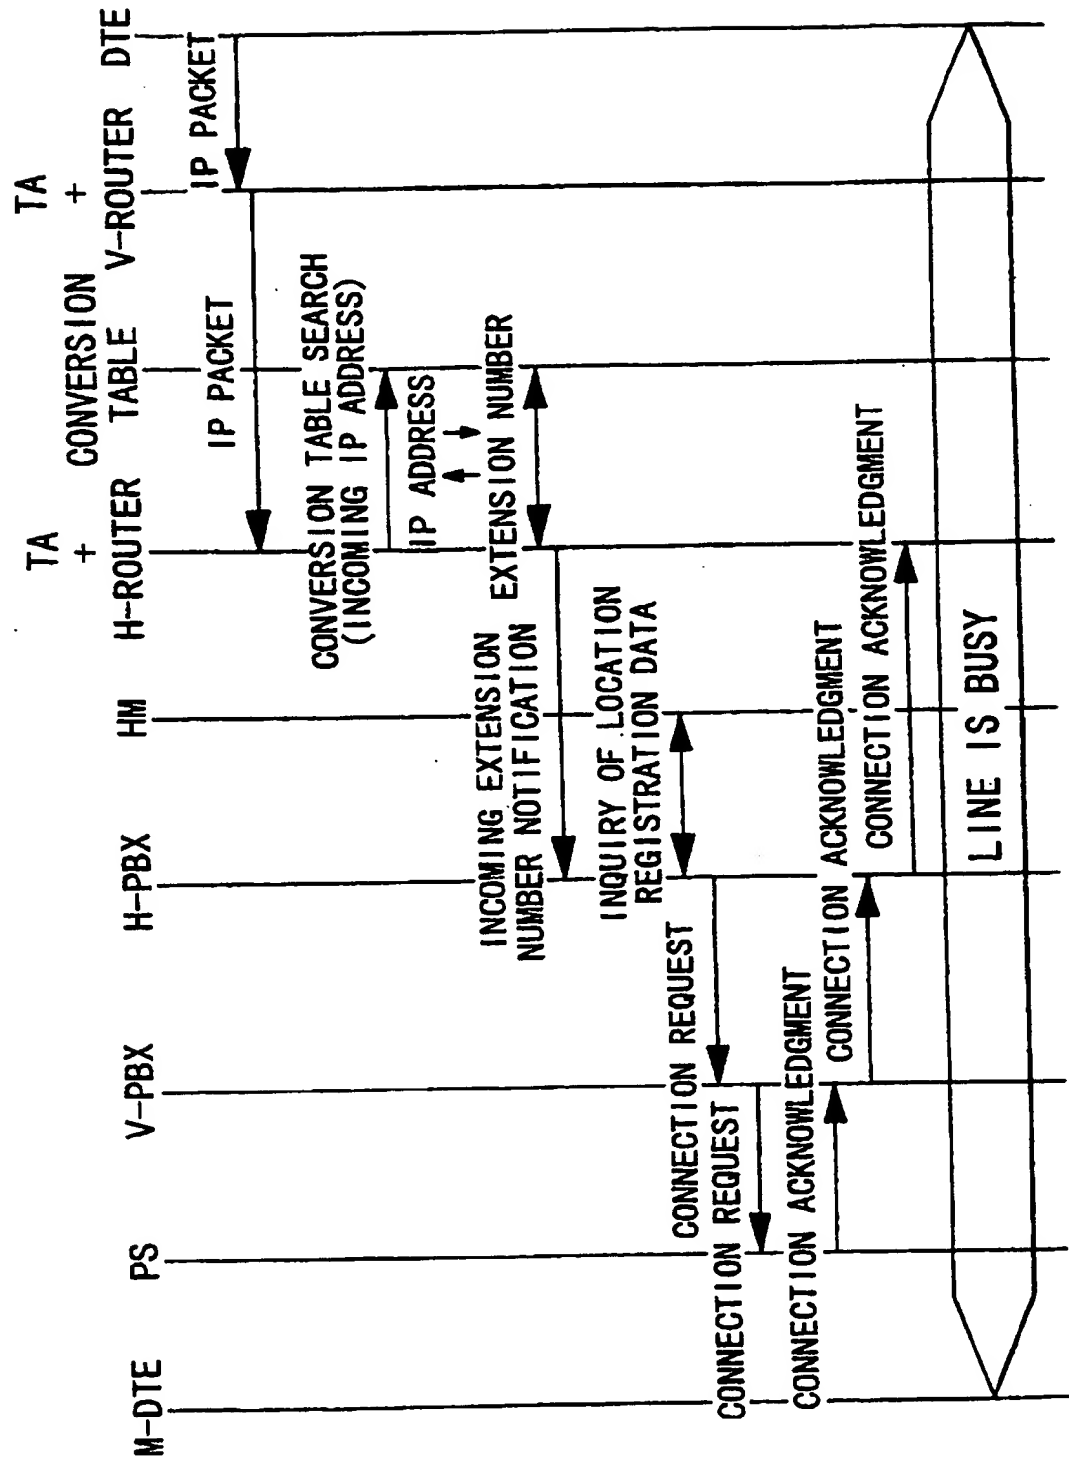 M-DTE
PS
V-PBX
H-PBX
HM
TA
+
H-ROUTER
CONVERSION
TABLE
TA
+
V-ROUTER
DTE
IP PACKET
IP PACKET
CONVERSION TABLE SEARCH
(INCOMING IP ADDRESS)
IP ADDRESS
EXTENSION NUMBER
INCOMING EXTENSION
NUMBER NOTIFICATION
INQUIRY OF LOCATION
REGISTRATION DATA
CONNECTION REQUEST
CONNECTION REQUEST
CONNECTION ACKNOWLEDGMENT
CONNECTION ACKNOWLEDGMENT
CONNECTION ACKNOWLEDGMENT
LINE IS BUSY